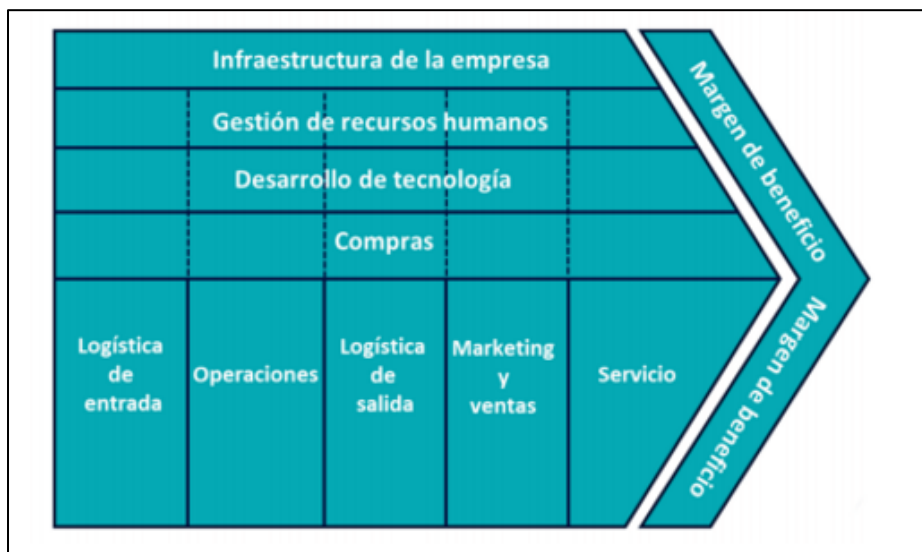 Infraestructura de la empresa
Gestión de recursos humanos
Desarrollo de tecnología
Compras
Logística
de
entrada
Operaciones
Logística
de
salida
Marketing
y
ventas
Servicio
Margen de beneficio
Margen de beneficio